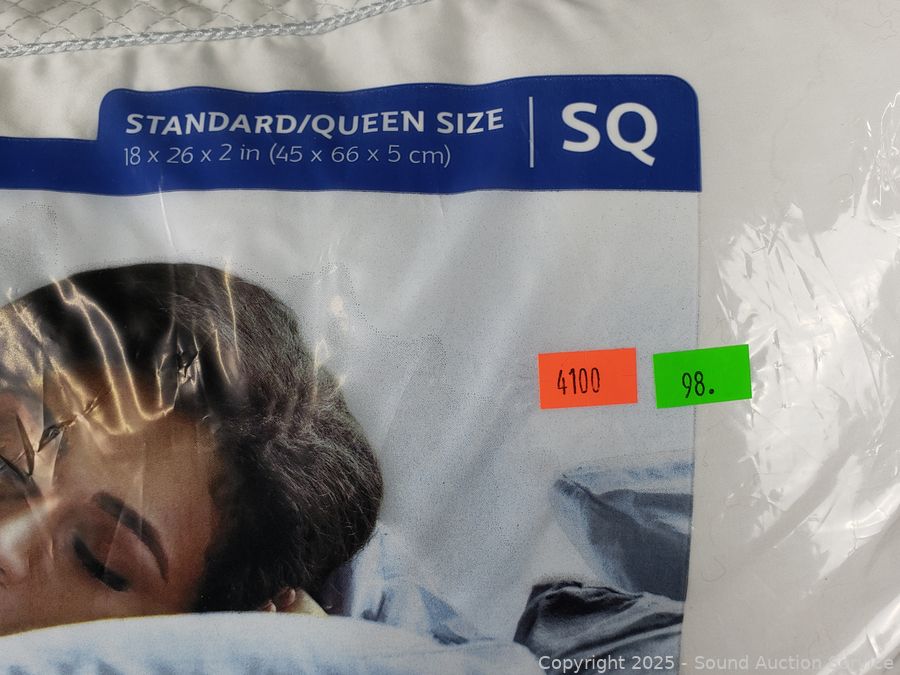 STANDARD/QUEEN SIZE
18 x 26 x 2 in (45 x 66 x 5 cm)
SQ
4100
98.
Copyright 2025 - Sound Auction Service